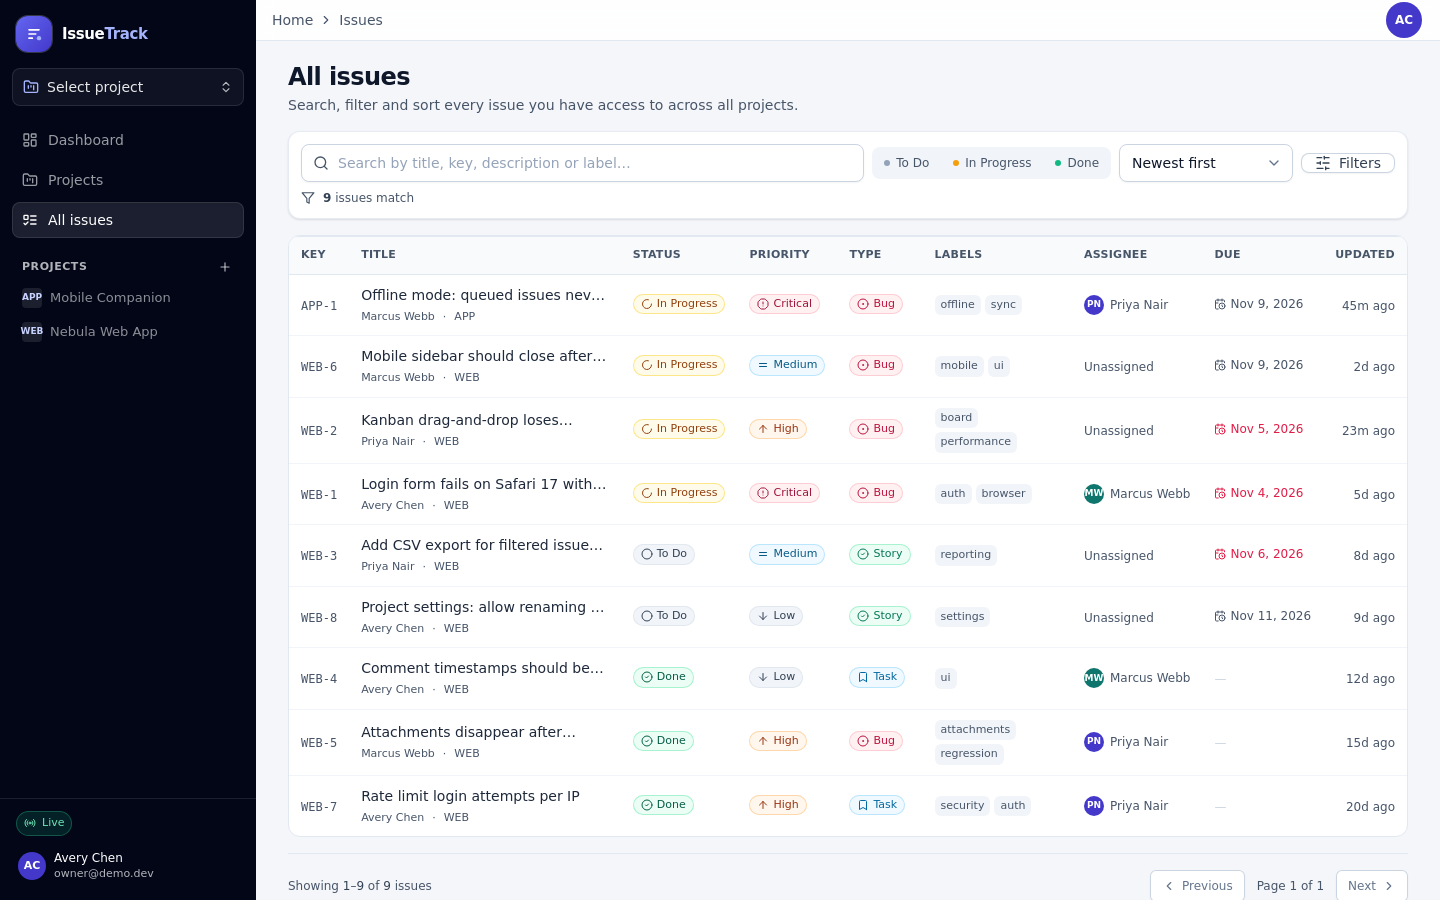 IssueTrack
Select project
Dashboard
Projects
All issues
PROJECTS
APP Mobile Companion
WEB Nebula Web App
Live
AC Avery Chen
owner@demo.dev
Home Issues
AC
All issues
Search, filter and sort every issue you have access to across all projects.
Search by title, key, description or label... To Do In Progress Done Newest first Filters
9 issues match
KEY TITLE STATUS PRIORITY TYPE LABELS ASSIGNEE DUE UPDATED
APP-1 Offline mode: queued issues nev... In Progress Critical Bug offline sync PN Priya Nair Nov 9, 2026 45m ago
Marcus Webb · APP
WEB-6 Mobile sidebar should close after... In Progress Medium Bug mobile ui Unassigned Nov 9, 2026 2d ago
Marcus Webb · WEB
WEB-2 Kanban drag-and-drop loses... In Progress High Bug board performance Unassigned Nov 5, 2026 23m ago
Priya Nair · WEB
WEB-1 Login form fails on Safari 17 with... In Progress Critical Bug auth browser MW Marcus Webb Nov 4, 2026 5d ago
Avery Chen · WEB
WEB-3 Add CSV export for filtered issue... To Do Medium Story reporting Unassigned Nov 6, 2026 8d ago
Priya Nair · WEB
WEB-8 Project settings: allow renaming ... To Do Low Story settings Unassigned Nov 11, 2026 9d ago
Avery Chen · WEB
WEB-4 Comment timestamps should be... Done Low Task ui MW Marcus Webb — 12d ago
Avery Chen · WEB
WEB-5 Attachments disappear after... Done High Bug attachments regression PN Priya Nair — 15d ago
Marcus Webb · WEB
WEB-7 Rate limit login attempts per IP Done High Task security auth PN Priya Nair — 20d ago
Avery Chen · WEB
Showing 1–9 of 9 issues Previous Page 1 of 1 Next